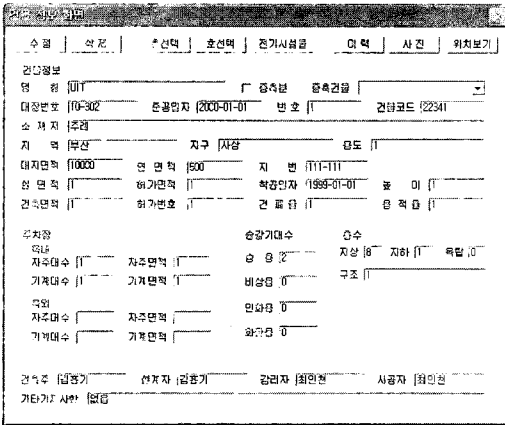 수정 삭제 층선택 호선택 전기시설물 이력 사진 위치보기
건물정보
명 칭 UIT 증축분 증축건물
대장번호 10-302 준공일자 2000-01-01 번호 1 건물코드 22341
소재지 주례
지 역 부산 지구 사상 용도 1
대지면적 10000 연면적 500 지 번 111-111
1 허가면적 1 착공일자 1999-01-01 높 이 1
건축면적 1 허가번호 1 건폐율 1 용적율 1
주차장 승강기대수 층수
옥내 승용 2 지상 8 지하 1 옥탑 0
자주대수 1 자주면적 1
기계대수 1 기계면적 1 비상용 0 구조 1
옥외 인화용 0
자주대수 자주면적
기계대수 기계면적 화물용 0
건축주 김흥기 설계자 김흥기 감리자 최인천 시공자 최인천
기타기재사항 없음